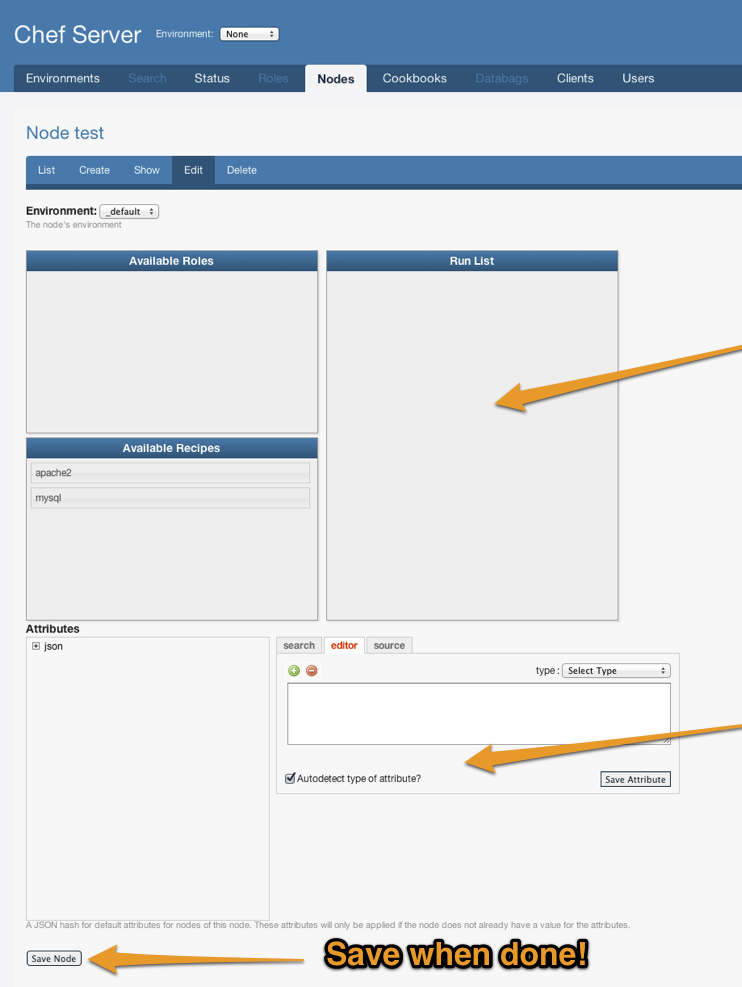 Chef Server Environment: None
Environments Search Status Roles Nodes Cookbooks Databags Clients Users
Node test
List Create Show Edit Delete
Environment: _default
The node's environment
Available Roles
Run List
Available Recipes
apache2
mysql
Attributes
json
search editor source
type : Select Type
Autodetect type of attribute? Save Attribute
A JSON hash for default attributes for nodes of this node. These attributes will only be applied if the node does not already have a value for the attributes.
Save Node Save when done!